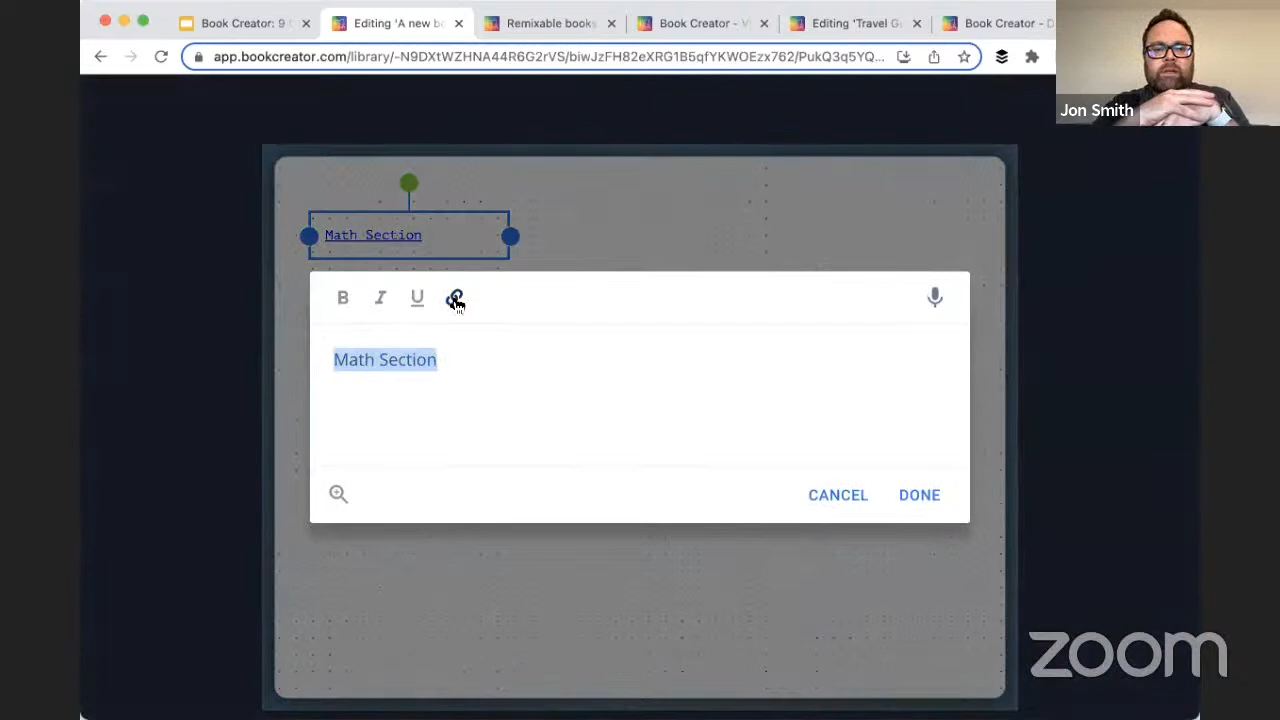 Book Creator: 9
Editing 'A new bo
Remixable books
Book Creator - V
Editing 'Travel Gu
Book Creator - D
app.bookcreator.com/library/-N9DXtWZHNA44R6G2rVS/biwJzFH82eXRG1B5qfYKWOEzx762/PukQ3q5YQ...
Jon Smith
Math Section
B I U
Math Section
CANCEL DONE
zoom